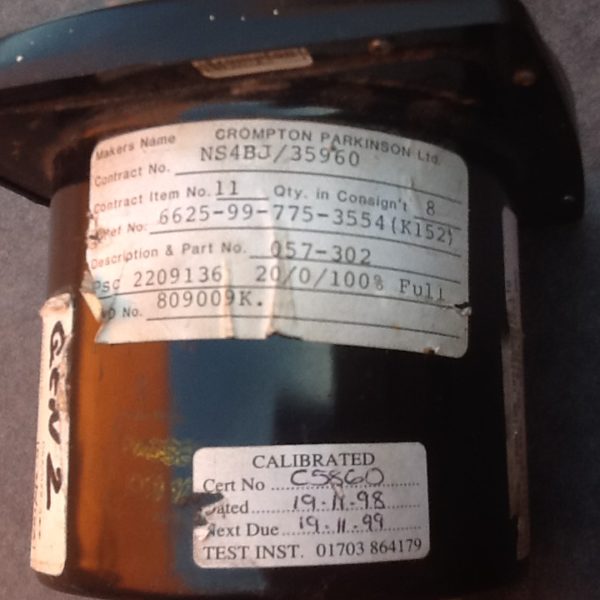 Makers Name CROMPTON PARKINSON Ltd.
Contract No. NS4BJ/35960
Contract Item No. 11 Qty. in Consign't 8
Ref No: 6625-99-775-3554(K152)
Description & Part No. 057-302
Psc 2209136 20/0/100% Full
No. 809009K.
GEN 2
CALIBRATED
Cert No C5860
Dated 19.11.98
Next Due 19.11.99
TEST INST. 01703 864179